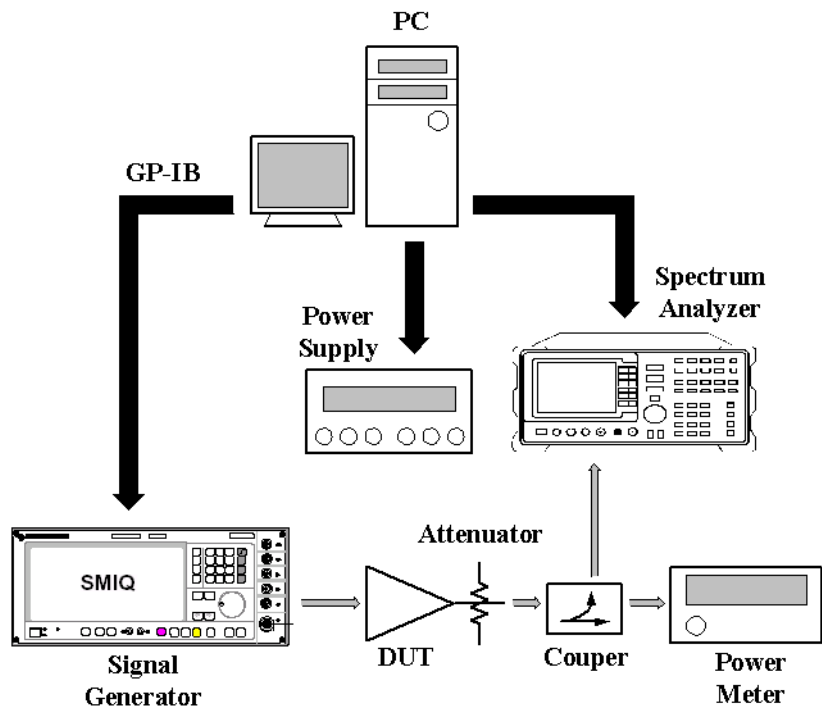 PC
GP-IB
Spectrum
Analyzer
Power
Supply
SMIQ
Attenuator
Signal
Generator
DUT
Couper
Power
Meter